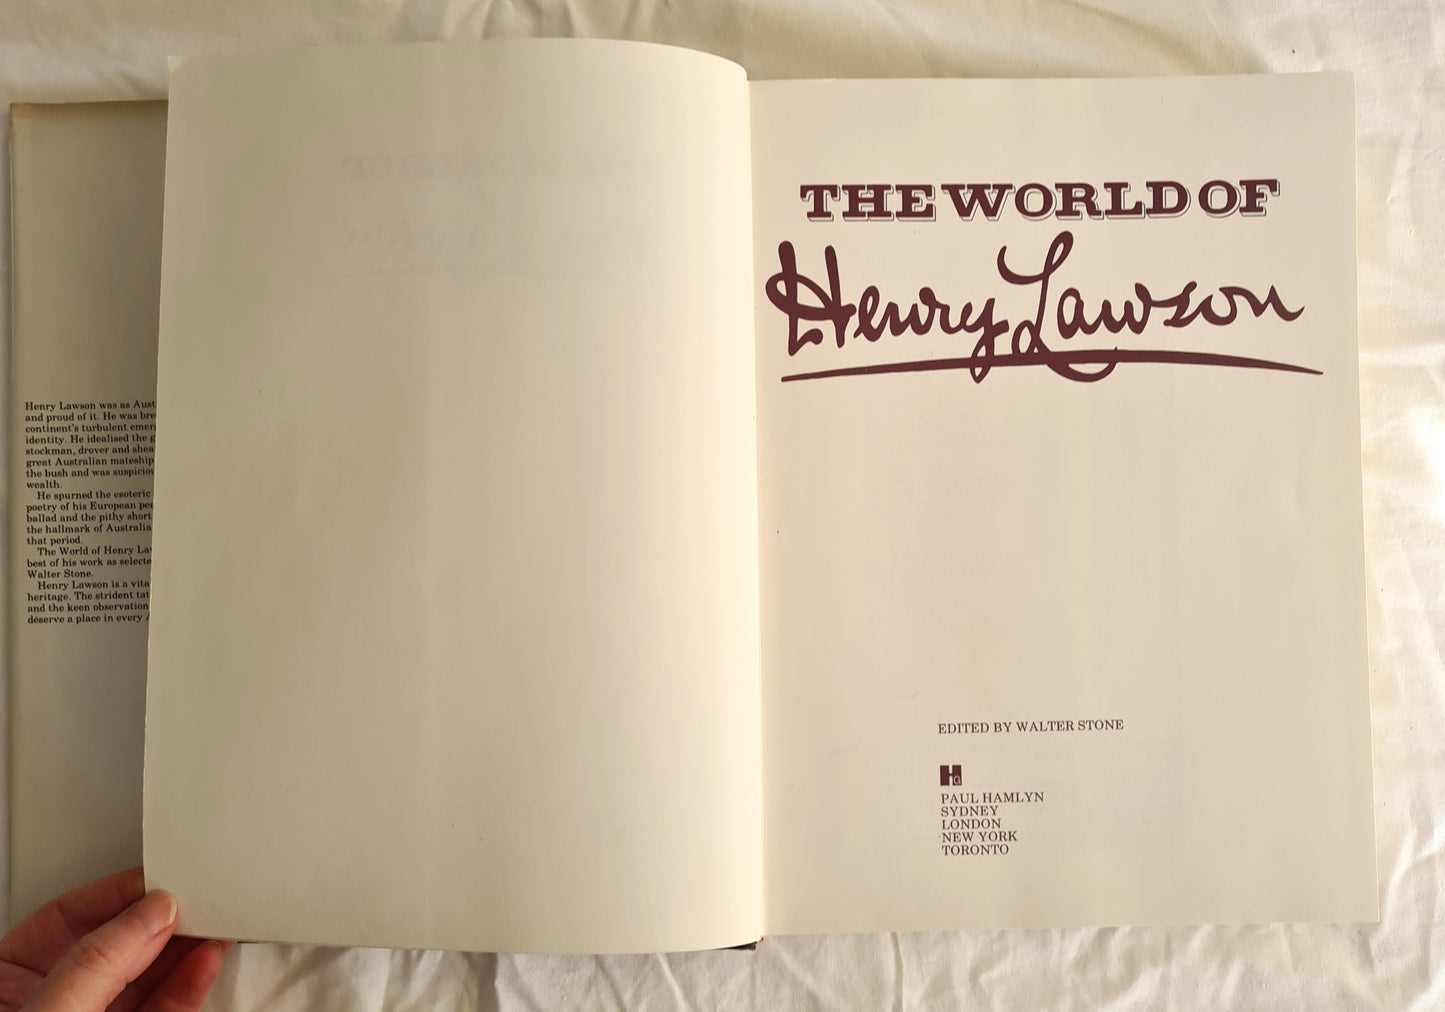 Henry Lawson was as Aust
and proud of it. He was bre
continent's turbulent emer
identity. He idealised the g
stockman, drover and shea
great Australian mateship
the bush and was suspiciou
wealth.
He spurned the esoteric
poetry of his European pee
ballad and the pithy short
the hallmark of Australia
that period.
The World of Henry Law
best of his work as selecte
Walter Stone.
Henry Lawson is a vita
heritage. The strident tat
and the keen observation
deserve a place in every A
THE WORLD OF
Henry Lawson
EDITED BY WALTER STONE
HG
PAUL HAMLYN
SYDNEY
LONDON
NEW YORK
TORONTO